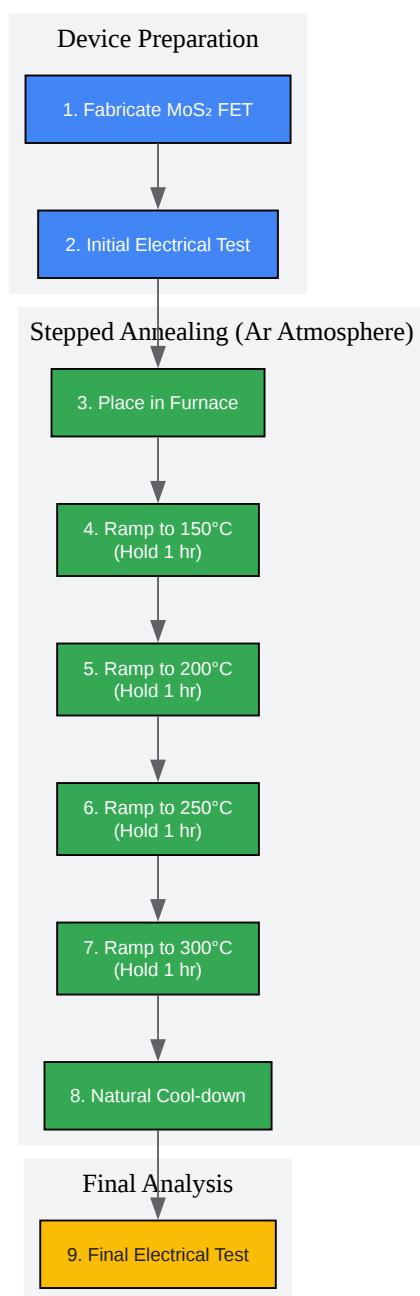 Device Preparation
1. Fabricate MoS₂ FET
2. Initial Electrical Test
Stepped Annealing (Ar Atmosphere)
3. Place in Furnace
4. Ramp to 150°C
(Hold 1 hr)
5. Ramp to 200°C
(Hold 1 hr)
6. Ramp to 250°C
(Hold 1 hr)
7. Ramp to 300°C
(Hold 1 hr)
8. Natural Cool-down
Final Analysis
9. Final Electrical Test